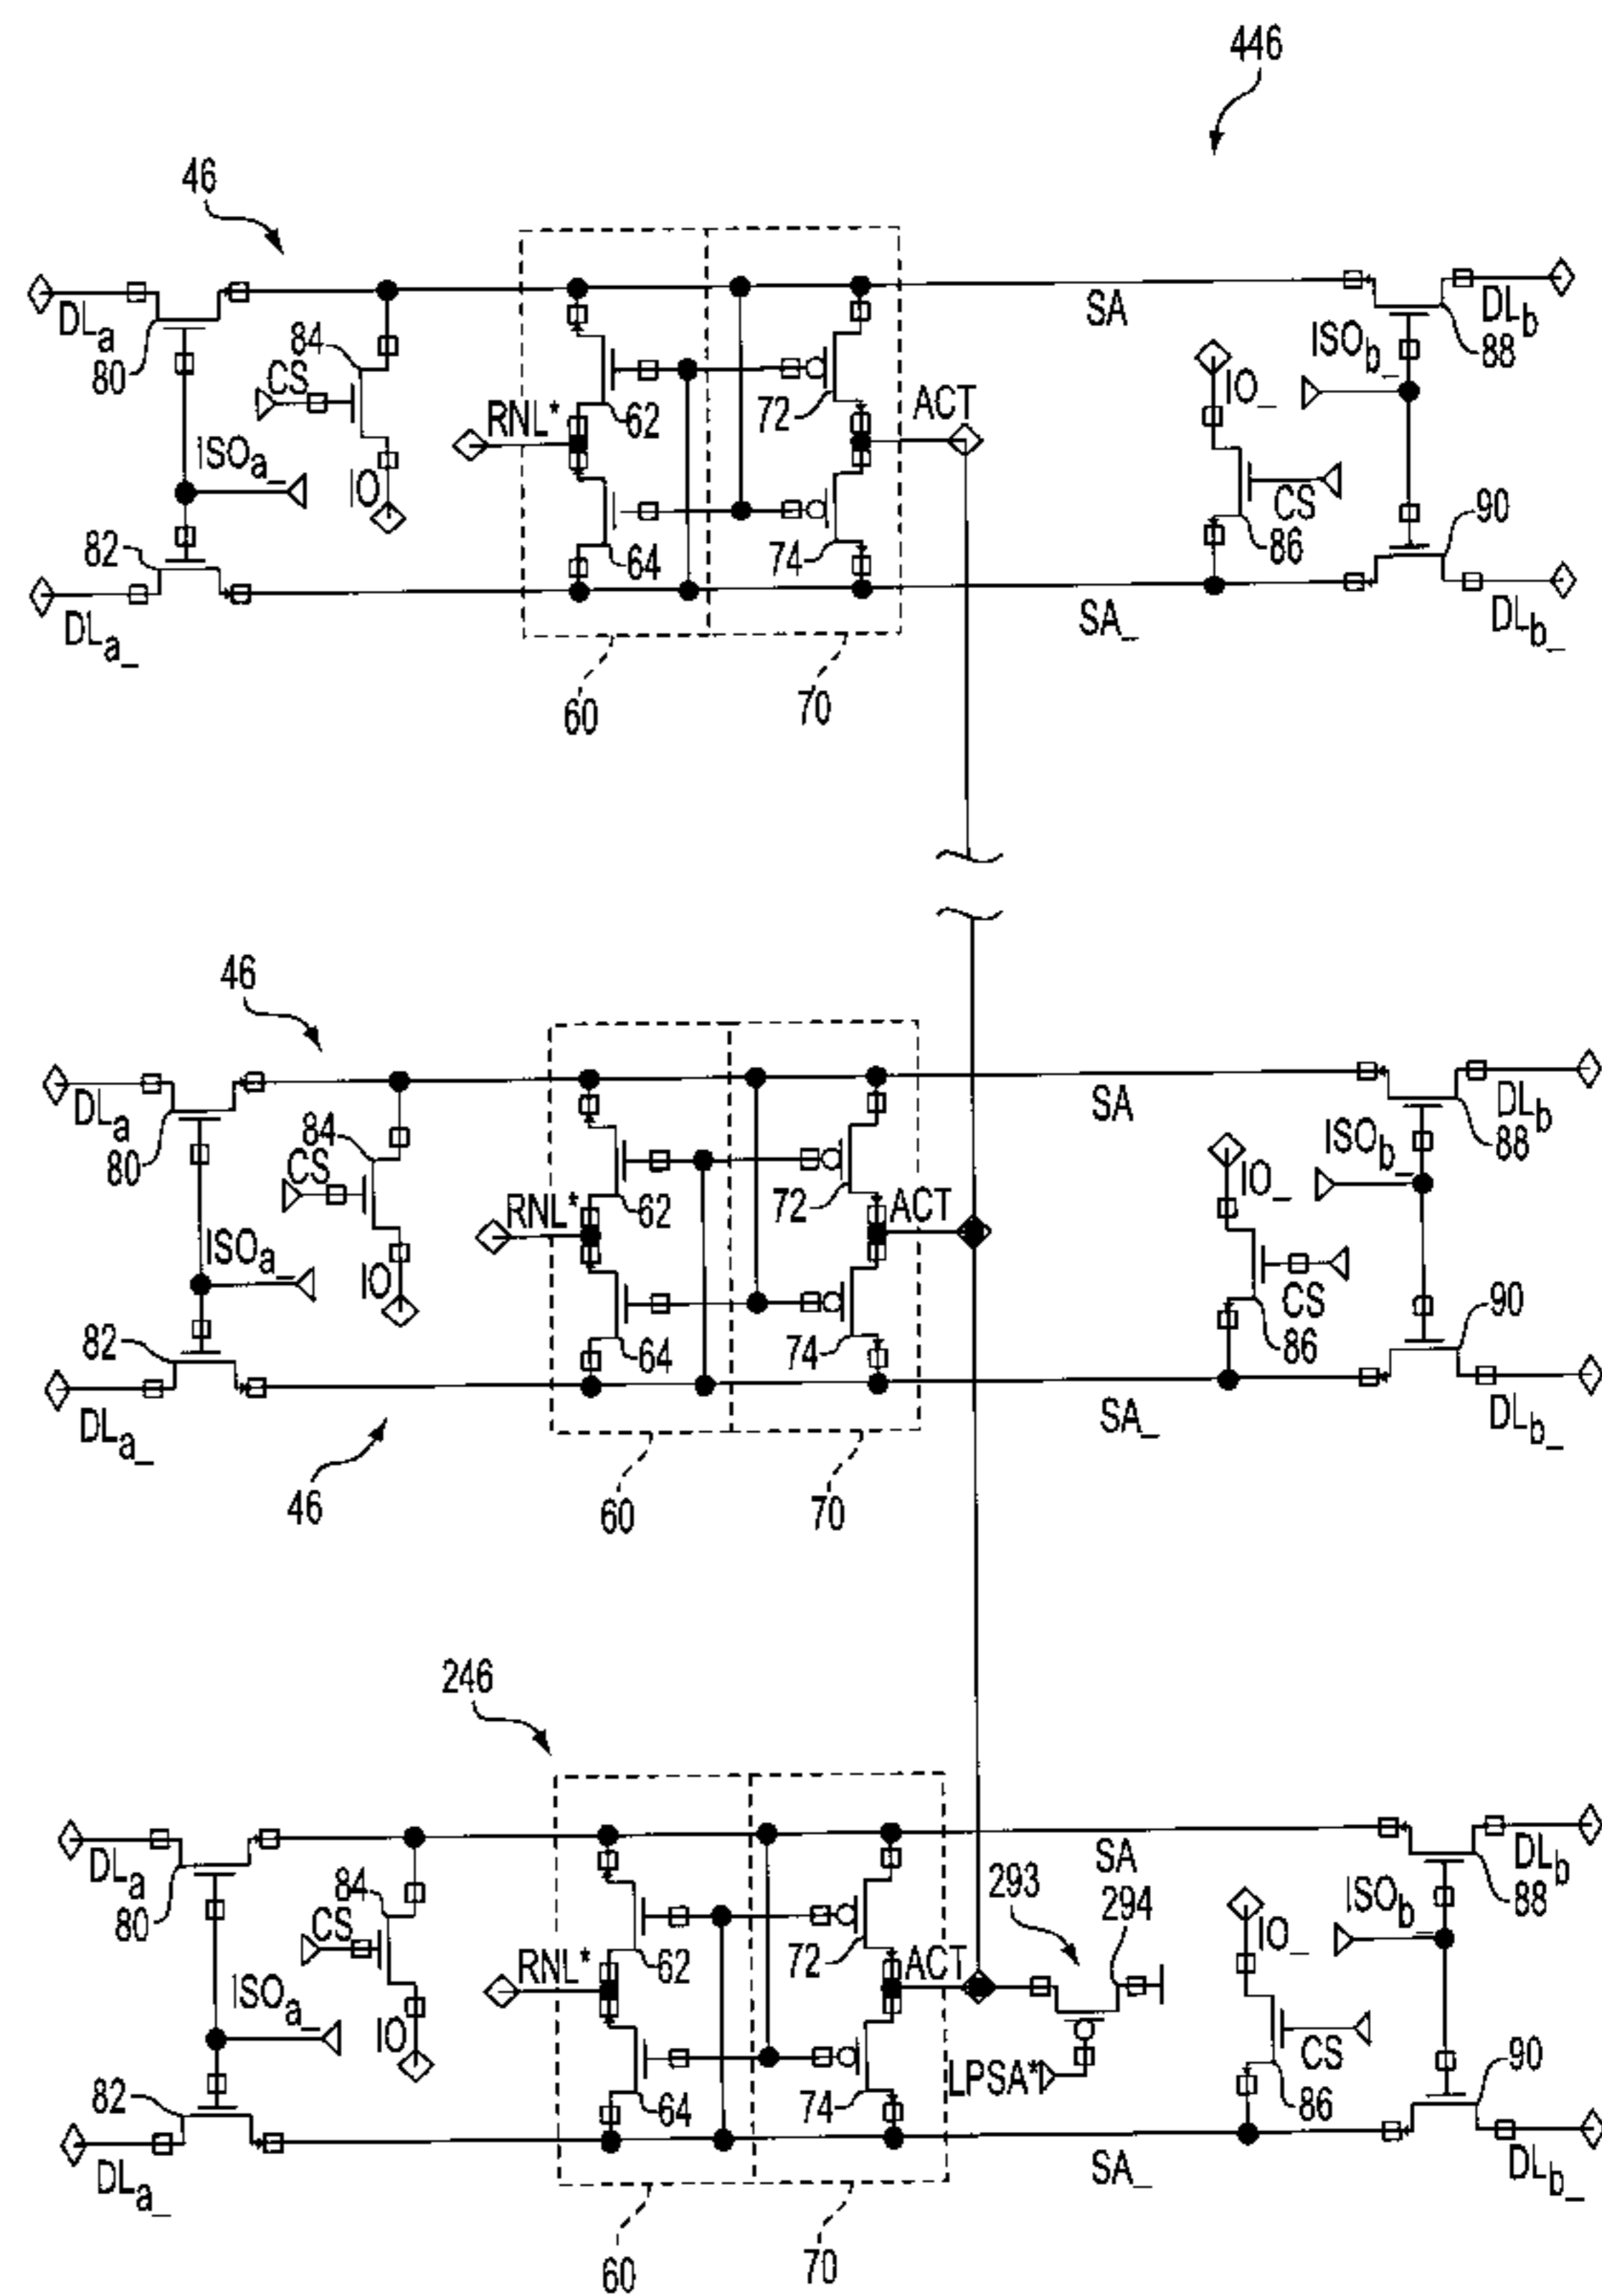 446
46
DLa
80
84
CS
ISOa_
IO
82
DLa_
RNL*
62
64
72
74
ACT
60
70
SA
SA_
IO_
CS
86
ISOb_
DLb
88
90
DLb_
46
DLa
80
84
CS
ISOa_
IO
82
DLa_
46
RNL*
62
64
72
74
ACT
60
70
SA
SA_
IO_
CS
86
ISOb_
DLb
88
90
DLb_
246
DLa
80
84
CS
ISOa_
IO
82
DLa_
RNL*
62
64
72
74
ACT
60
70
293
294
LPSA*
SA
SA_
IO_
CS
86
ISOb_
DLb
88
90
DLb_